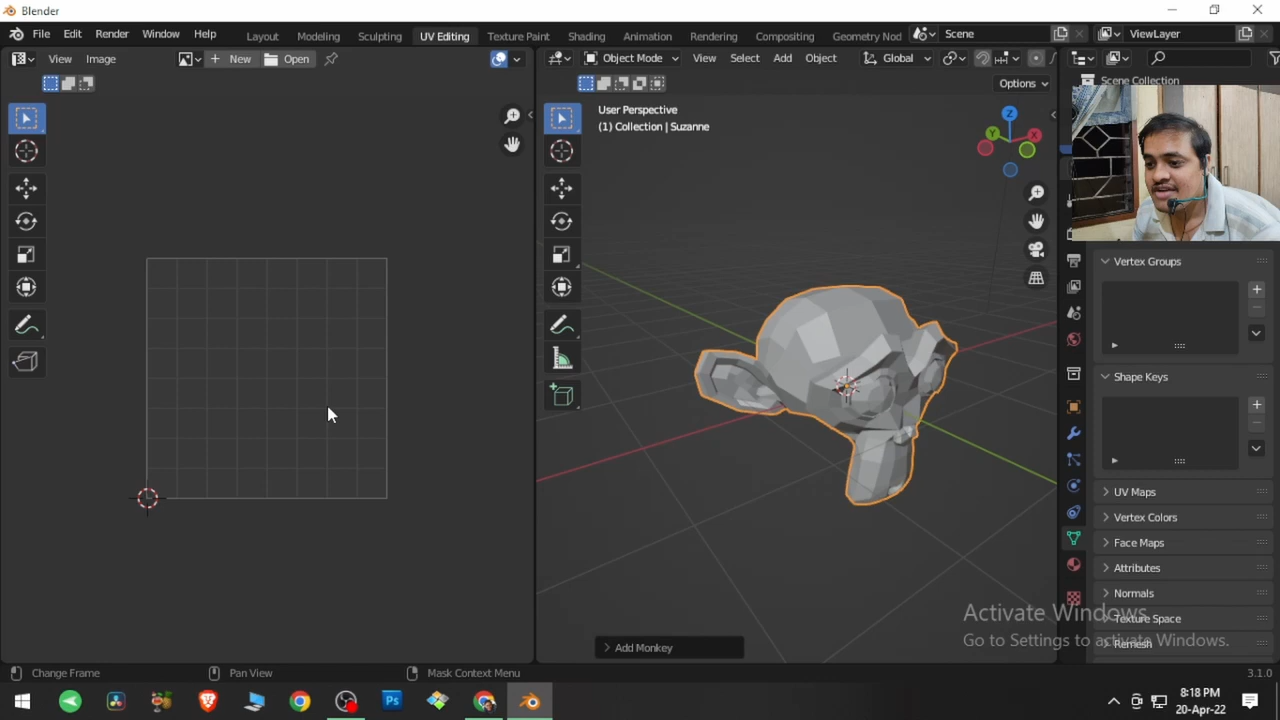 Blender
File Edit Render Window Help
Layout Modeling Sculpting UV Editing Texture Paint Shading Animation Rendering Compositing Geometry Nod
Scene
ViewLayer
View Image
New
Open
Object Mode
View Select Add Object
Global
Options
User Perspective
(1) Collection | Suzanne
Z
Y
X
Scene Collection
Vertex Groups
Shape Keys
UV Maps
Vertex Colors
Face Maps
Attributes
Normals
Texture Space
Remesh
Activate Windows
Go to Settings to activate Windows.
Add Monkey
Change Frame
Pan View
Mask Context Menu
3.1.0
Ps
8:18 PM
20-Apr-22